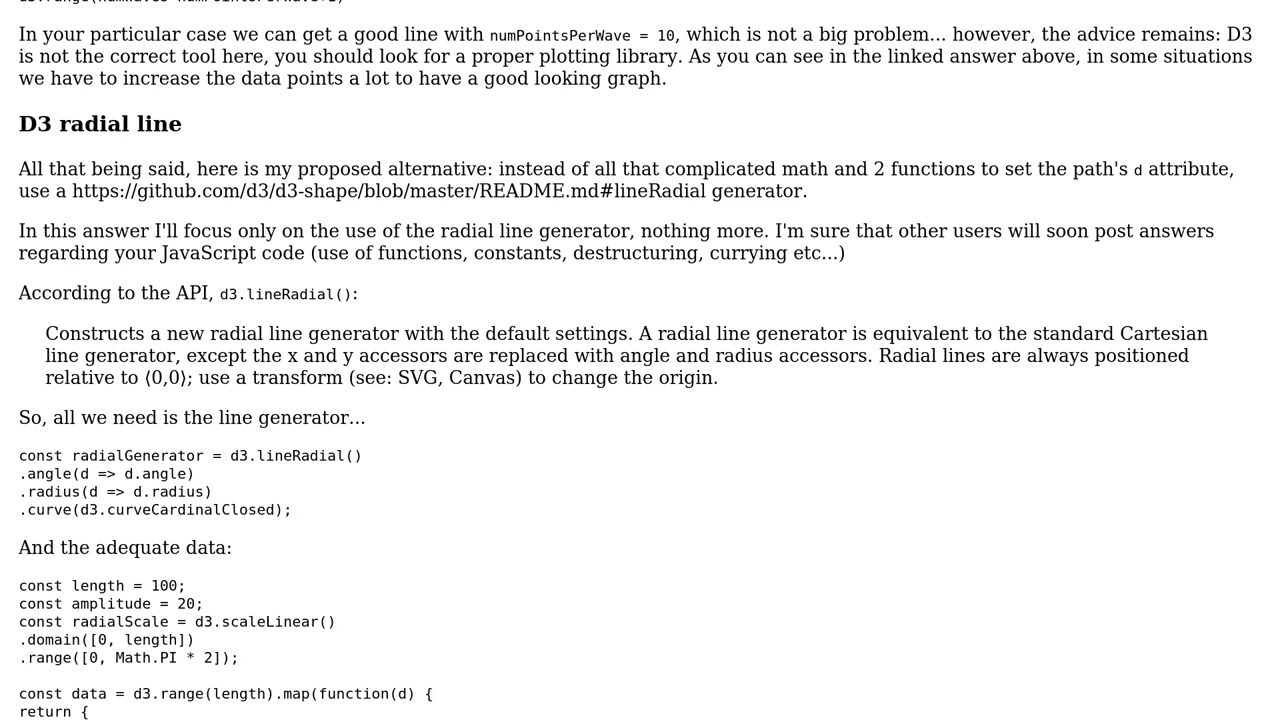 In your particular case we can get a good line with numPointsPerWave = 10, which is not a big problem... however, the advice remains: D3
is not the correct tool here, you should look for a proper plotting library. As you can see in the linked answer above, in some situations
we have to increase the data points a lot to have a good looking graph.
D3 radial line
All that being said, here is my proposed alternative: instead of all that complicated math and 2 functions to set the path's d attribute,
use a https://github.com/d3/d3-shape/blob/master/README.md#lineRadial generator.
In this answer I'll focus only on the use of the radial line generator, nothing more. I'm sure that other users will soon post answers
regarding your JavaScript code (use of functions, constants, destructuring, currying etc...)
According to the API, d3.lineRadial():
Constructs a new radial line generator with the default settings. A radial line generator is equivalent to the standard Cartesian
line generator, except the x and y accessors are replaced with angle and radius accessors. Radial lines are always positioned
relative to ⟨0,0⟩; use a transform (see: SVG, Canvas) to change the origin.
So, all we need is the line generator...
const radialGenerator = d3.lineRadial()
.angle(d => d.angle)
.radius(d => d.radius)
.curve(d3.curveCardinalClosed);
And the adequate data:
const length = 100;
const amplitude = 20;
const radialScale = d3.scaleLinear()
.domain([0, length])
.range([0, Math.PI * 2]);
const data = d3.range(length).map(function(d) {
return {